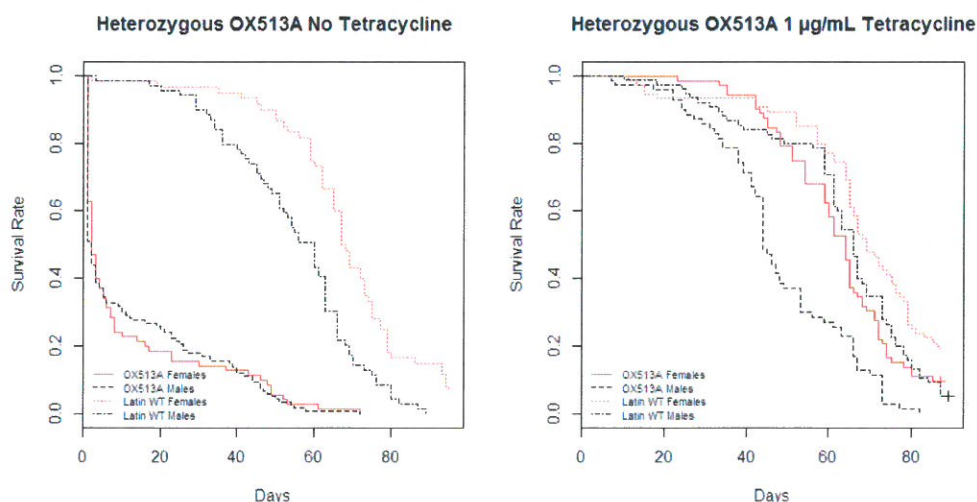 Heterozygous OX513A No Tetracycline
Survival Rate
1.0
0.8
0.6
0.4
0.2
0.0
OX513A Females
OX513A Males
Latin WT Females
Latin WT Males
0 20 40 60 80
Days
Heterozygous OX513A 1 µg/mL Tetracycline
Survival Rate
1.0
0.8
0.6
0.4
0.2
0.0
OX513A Females
OX513A Males
Latin WT Females
Latin WT Males
0 20 40 60 80
Days